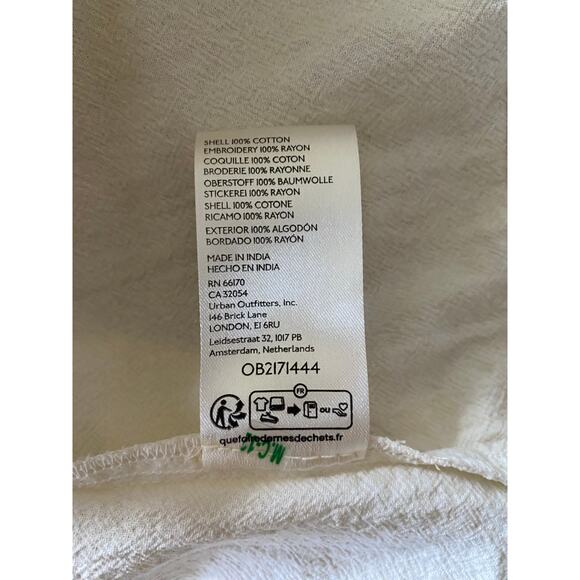 SHELL 100% COTTON
EMBROIDERY 100% RAYON
COQUILLE 100% COTON
BRODERIE 100% RAYONNE
OBERSTOFF 100% BAUMWOLLE
STICKEREI 100% RAYON
SHELL 100% COTONE
RICAMO 100% RAYON
EXTERIOR 100% ALGODÓN
BORDADO 100% RAYÓN
MADE IN INDIA
HECHO EN INDIA
RN 66170
CA 32054
Urban Outfitters, Inc.
146 Brick Lane
LONDON, E1 6RU
Leidsestraat 32, 1017 PB
Amsterdam, Netherlands
OB2171444
FR
OU
quefairedemesdechets.fr